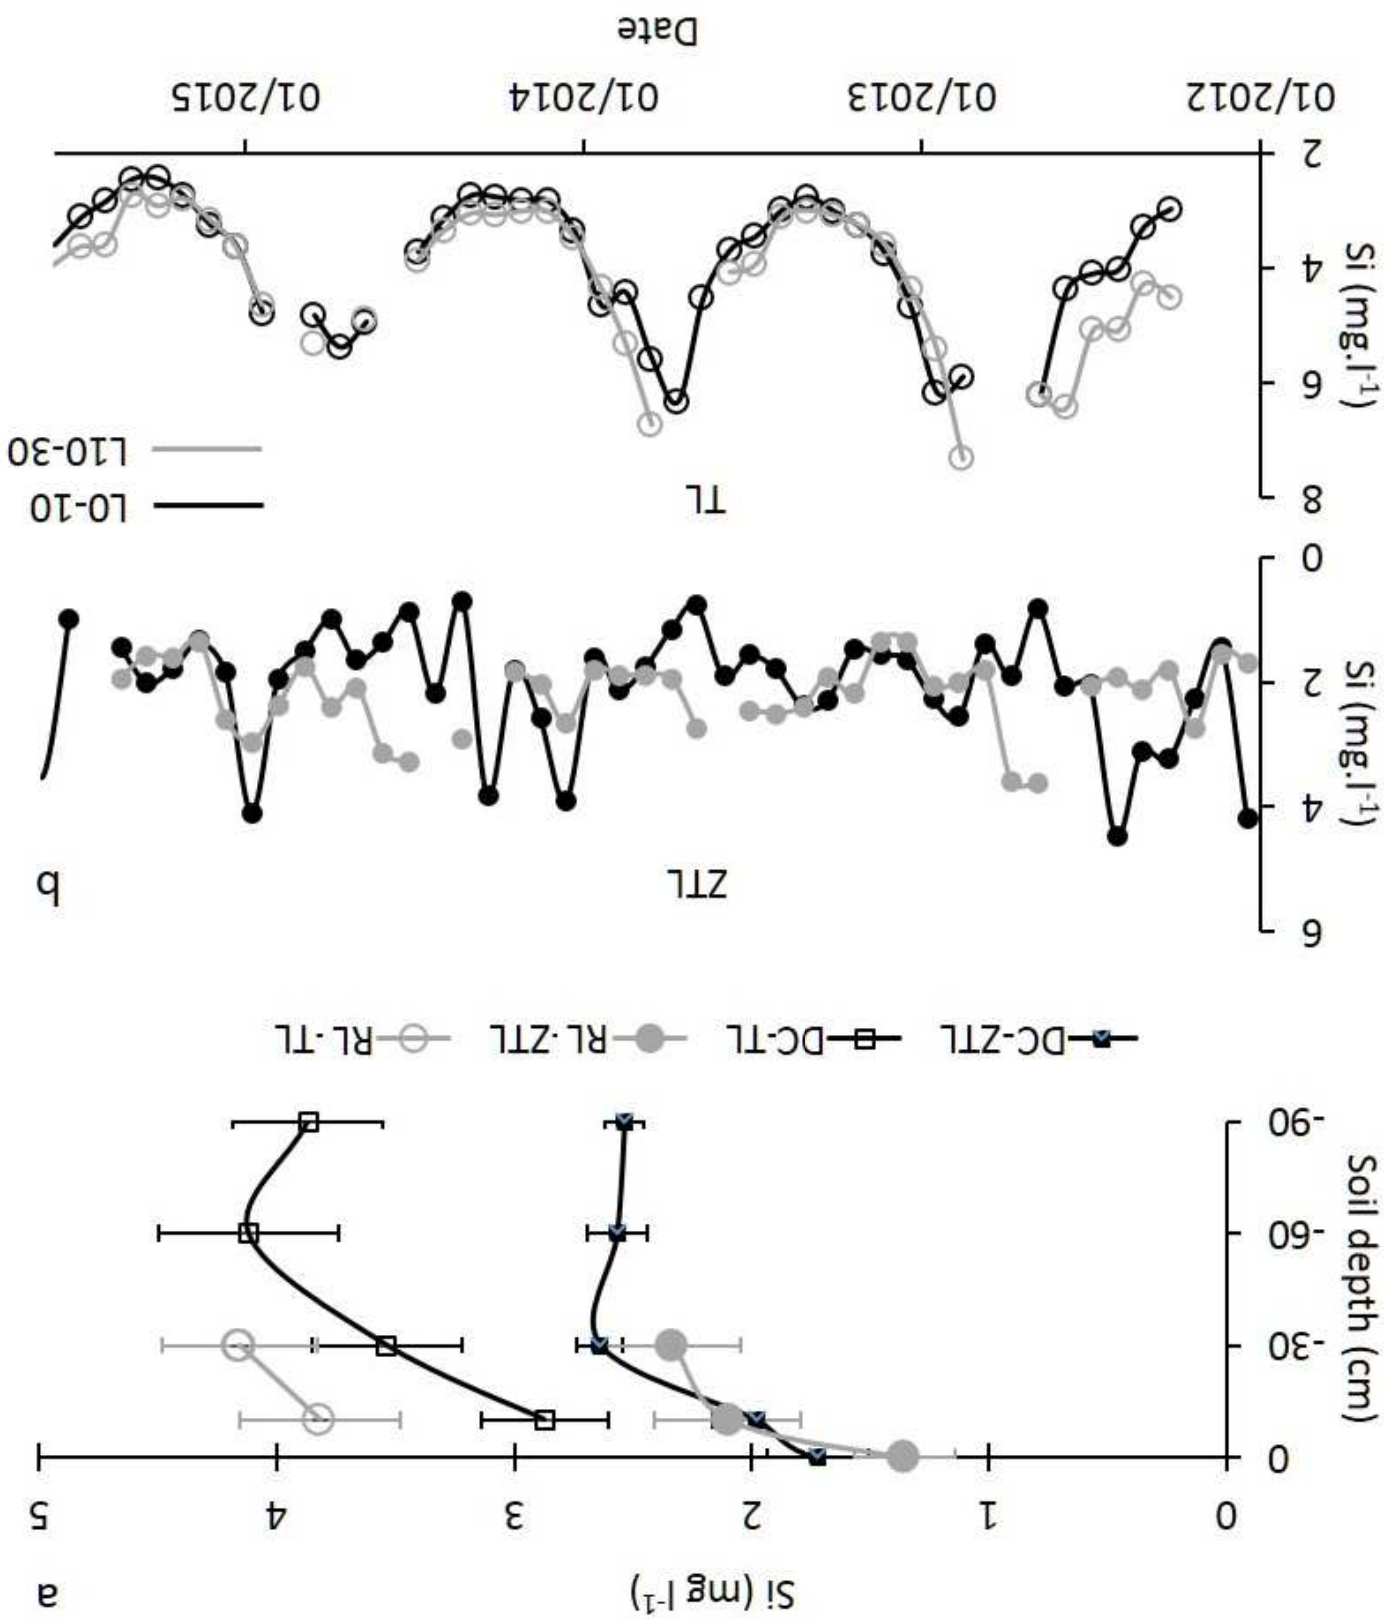 a
Si (mg l-1)
0 1 2 3 4 5
0
-30
-60
-90
Soil depth (cm)
DC-ZTL DC-TL RL-ZTL RL-TL
b
ZTL
6
4
2
0
Si (mg.l-1)
TL
L0-10
L10-30
8
6
4
2
Si (mg.l-1)
01/2012 01/2013 01/2014 01/2015
Date